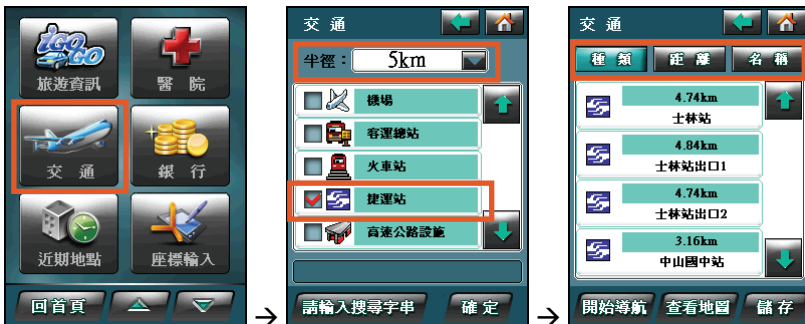 iGO GO
旅遊資訊
醫院
交通
銀行
近期地點
座標輸入
回首頁
→
交通
半徑：
5km
機場
客運總站
火車站
捷運站
高速公路設施
請輸入搜尋字串
確定
→
交通
種類
距離
名稱
4.74km
士林站
4.84km
士林站出口1
4.74km
士林站出口2
3.16km
中山國中站
開始導航
查看地圖
儲存